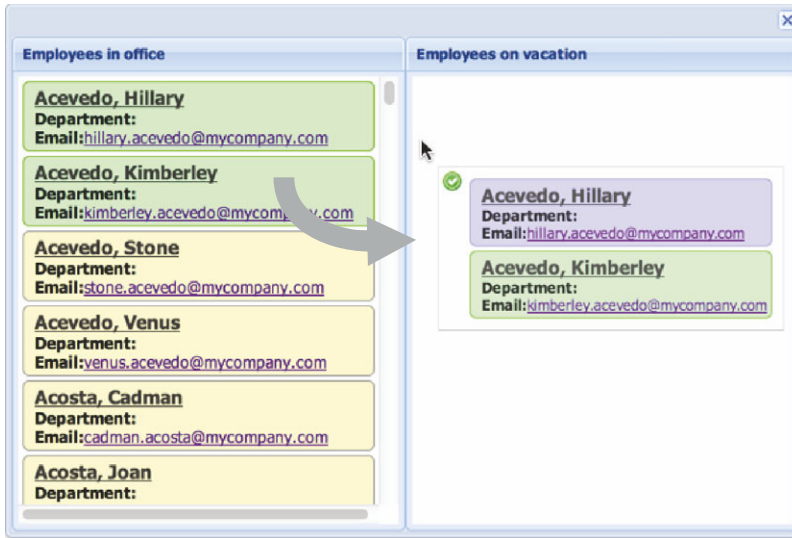 Employees in office
Acevedo, Hillary
Department:
Email:hillary.acevedo@mycompany.com
Acevedo, Kimberley
Department:
Email:kimberley.acevedo@mycompany.com
Acevedo, Stone
Department:
Email:stone.acevedo@mycompany.com
Acevedo, Venus
Department:
Email:venus.acevedo@mycompany.com
Acosta, Cadman
Department:
Email:cadman.acosta@mycompany.com
Acosta, Joan
Department:
Employees on vacation
Acevedo, Hillary
Department:
Email:hillary.acevedo@mycompany.com
Acevedo, Kimberley
Department:
Email:kimberley.acevedo@mycompany.com